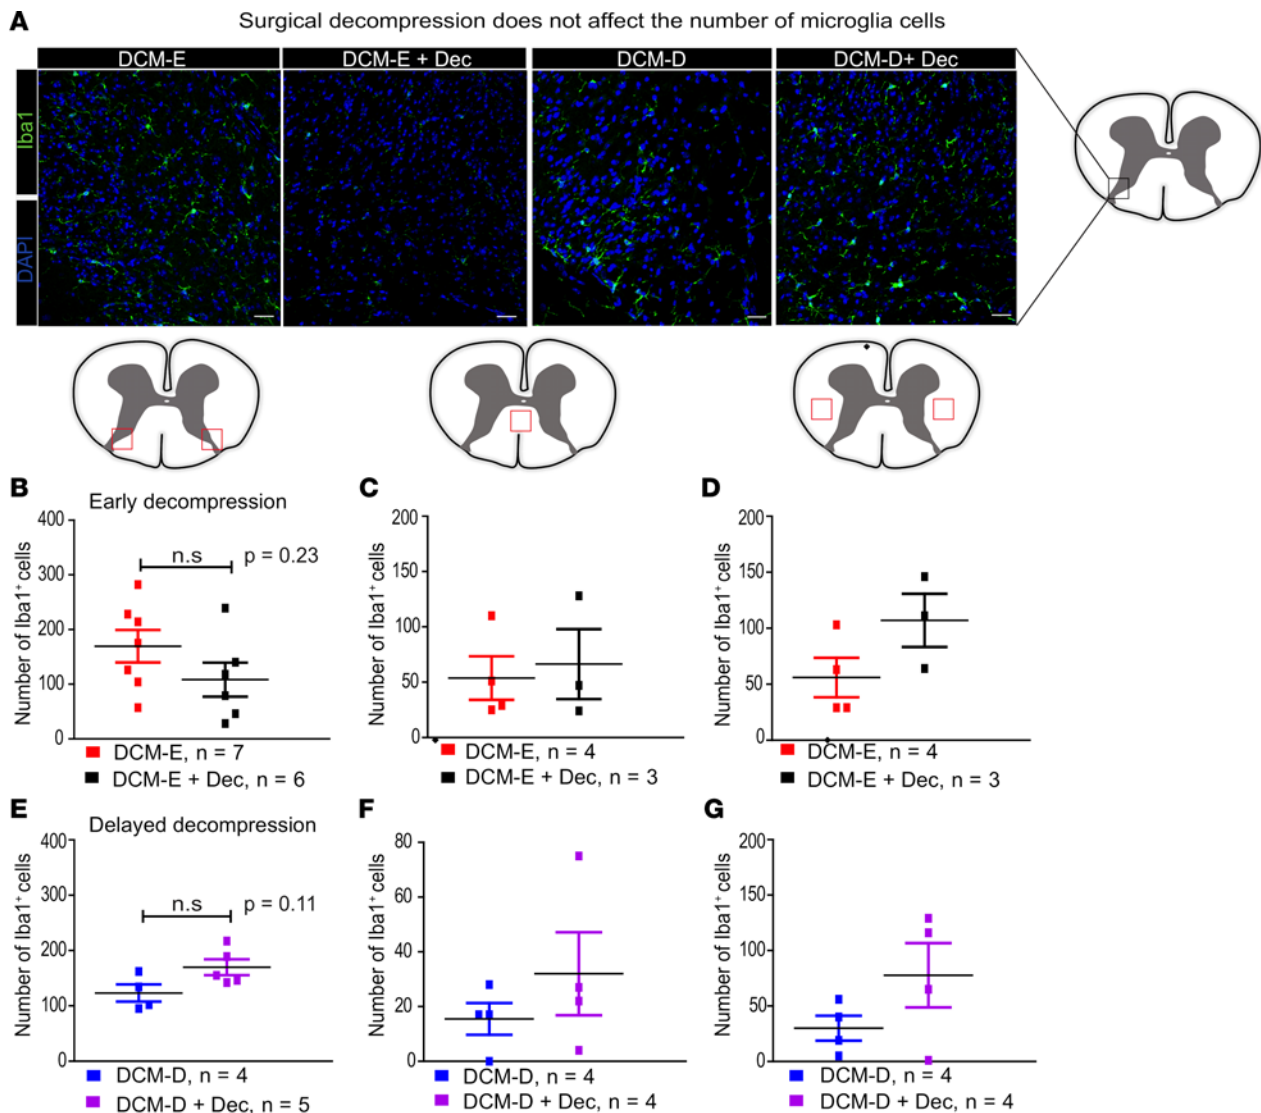 A
Surgical decompression does not affect the number of microglia cells
DCM-E
DCM-E + Dec
DCM-D
DCM-D+ Dec
Iba1
DAPI
B
Early decompression
Number of Iba1+ cells
400
300
200
100
0
n.s
p = 0.23
DCM-E, n = 7
DCM-E + Dec, n = 6
C
Number of Iba1+ cells
200
150
100
50
0
DCM-E, n = 4
DCM-E + Dec, n = 3
D
Number of Iba1+ cells
200
150
100
50
0
DCM-E, n = 4
DCM-E + Dec, n = 3
E
Delayed decompression
Number of Iba1+ cells
400
300
200
100
0
n.s
p = 0.11
DCM-D, n = 4
DCM-D + Dec, n = 5
F
Number of Iba1+ cells
80
60
40
20
0
DCM-D, n = 4
DCM-D + Dec, n = 4
G
Number of Iba1+ cells
200
150
100
50
0
DCM-D, n = 4
DCM-D + Dec, n = 4